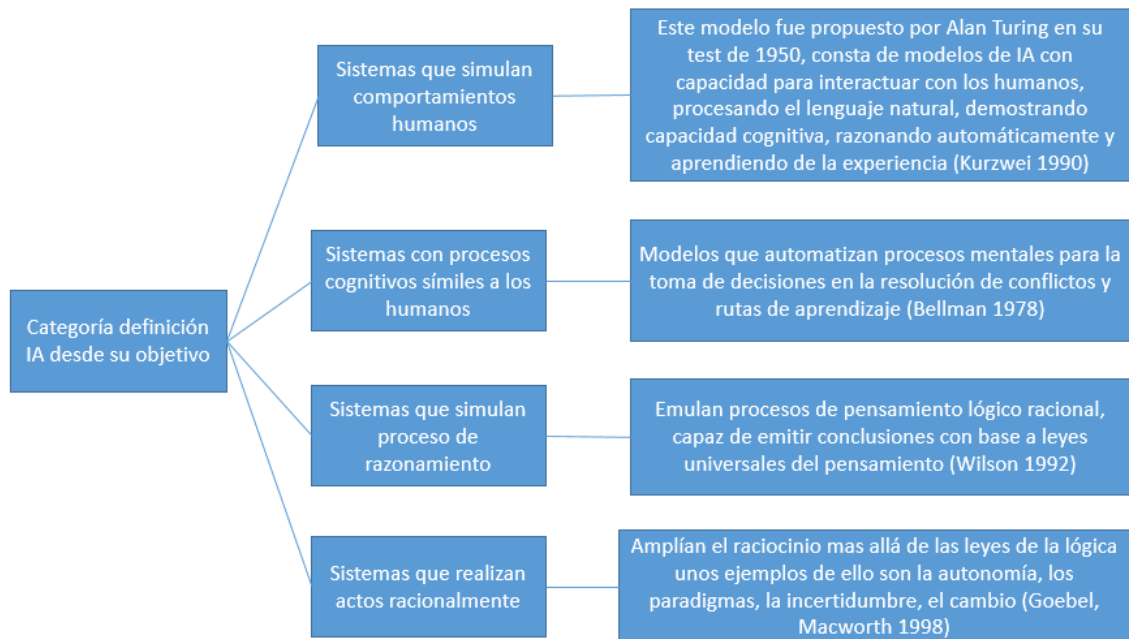 Categoría definición
IA desde su objetivo
Sistemas que simulan
comportamientos
humanos
Este modelo fue propuesto por Alan Turing en su
test de 1950, consta de modelos de IA con
capacidad para interactuar con los humanos,
procesando el lenguaje natural, demostrando
capacidad cognitiva, razonando automáticamente y
aprendiendo de la experiencia (Kurzwei 1990)
Sistemas con procesos
cognitivos símiles a los
humanos
Modelos que automatizan procesos mentales para la
toma de decisiones en la resolución de conflictos y
rutas de aprendizaje (Bellman 1978)
Sistemas que simulan
proceso de
razonamiento
Emulan procesos de pensamiento lógico racional,
capaz de emitir conclusiones con base a leyes
universales del pensamiento (Wilson 1992)
Sistemas que realizan
actos racionalmente
Amplían el raciocinio mas allá de las leyes de la lógica
unos ejemplos de ello son la autonomía, los
paradigmas, la incertidumbre, el cambio (Goebel,
Macworth 1998)